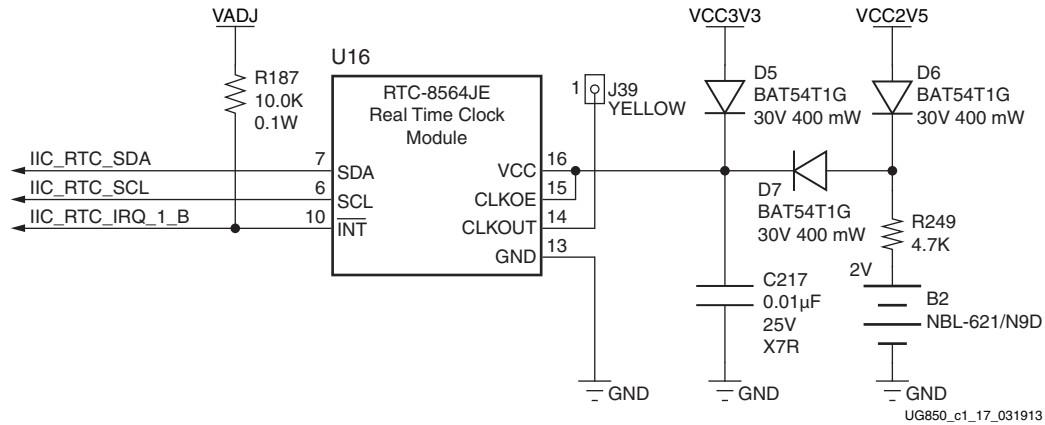 VADJ
VCC3V3
VCC2V5
U16
R187
10.0K
0.1W
RTC-8564JE
Real Time Clock
Module
1
J39
YELLOW
D5
BAT54T1G
30V 400 mW
D6
BAT54T1G
30V 400 mW
IIC_RTC_SDA
7
SDA
VCC
16
IIC_RTC_SCL
6
SCL
CLKOE
15
IIC_RTC_IRQ_1_B
10
INT
CLKOUT
14
GND
13
D7
BAT54T1G
30V 400 mW
R249
4.7K
2V
C217
0.01µF
25V
X7R
B2
NBL-621/N9D
GND
GND
GND
UG850_c1_17_031913